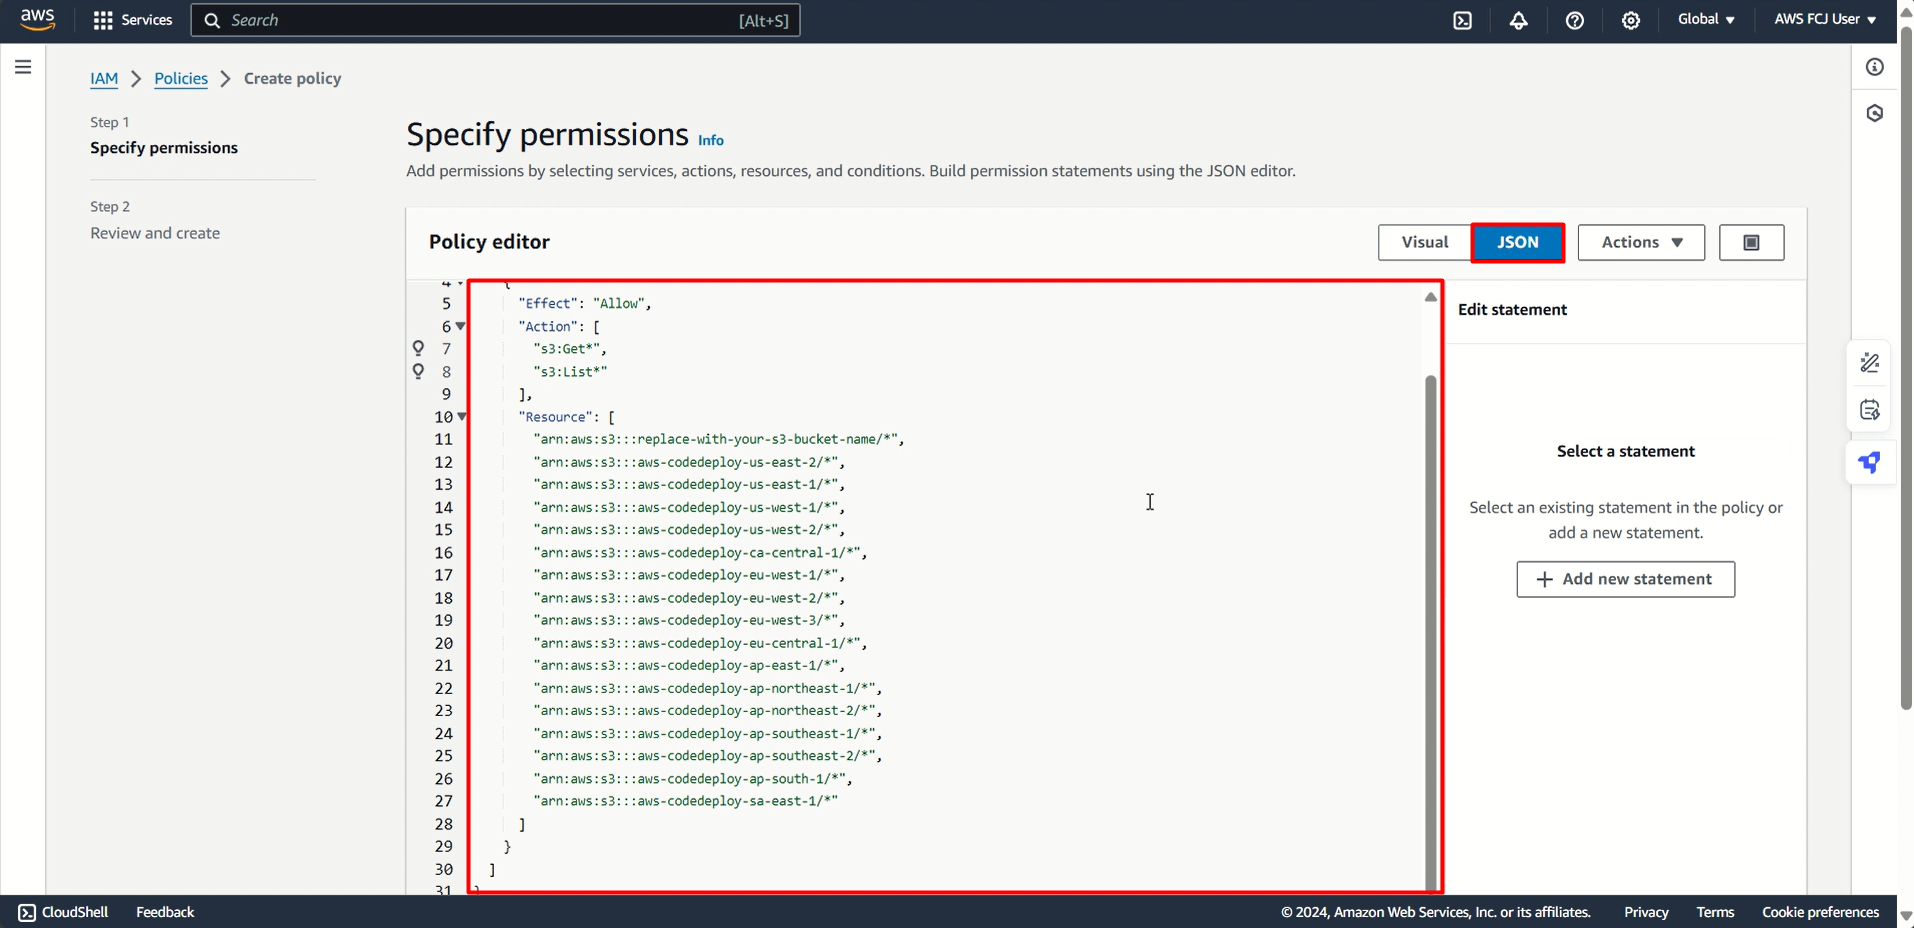 aws Services Search [Alt+S] Global AWS FCJ User
IAM Policies Create policy
Step 1
Specify permissions
Step 2
Review and create
Specify permissions Info
Add permissions by selecting services, actions, resources, and conditions. Build permission statements using the JSON editor.
Policy editor Visual JSON Actions
4 {
5 "Effect": "Allow",
6 "Action": [
7 "s3:Get*",
8 "s3:List*"
9 ],
10 "Resource": [
11 "arn:aws:s3:::replace-with-your-s3-bucket-name/*",
12 "arn:aws:s3:::aws-codedeploy-us-east-2/*",
13 "arn:aws:s3:::aws-codedeploy-us-east-1/*",
14 "arn:aws:s3:::aws-codedeploy-us-west-1/*",
15 "arn:aws:s3:::aws-codedeploy-us-west-2/*",
16 "arn:aws:s3:::aws-codedeploy-ca-central-1/*",
17 "arn:aws:s3:::aws-codedeploy-eu-west-1/*",
18 "arn:aws:s3:::aws-codedeploy-eu-west-2/*",
19 "arn:aws:s3:::aws-codedeploy-eu-west-3/*",
20 "arn:aws:s3:::aws-codedeploy-eu-central-1/*",
21 "arn:aws:s3:::aws-codedeploy-ap-east-1/*",
22 "arn:aws:s3:::aws-codedeploy-ap-northeast-1/*",
23 "arn:aws:s3:::aws-codedeploy-ap-northeast-2/*",
24 "arn:aws:s3:::aws-codedeploy-ap-southeast-1/*",
25 "arn:aws:s3:::aws-codedeploy-ap-southeast-2/*",
26 "arn:aws:s3:::aws-codedeploy-ap-south-1/*",
27 "arn:aws:s3:::aws-codedeploy-sa-east-1/*"
28 ]
29 }
30 ]
31 }
Edit statement
Select a statement
Select an existing statement in the policy or
add a new statement.
+ Add new statement
CloudShell Feedback © 2024, Amazon Web Services, Inc. or its affiliates. Privacy Terms Cookie preferences